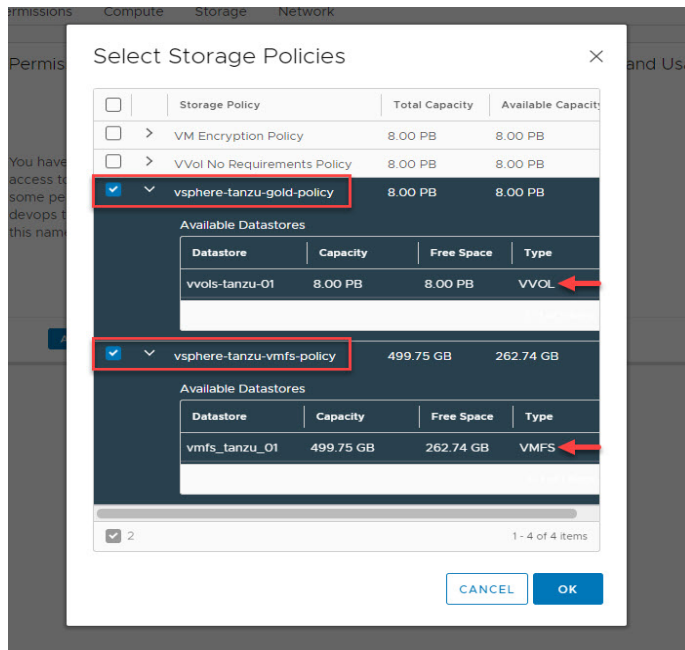 ermissions Compute Storage Network
Select Storage Policies
Permis
and Usa
Storage Policy Total Capacity Available Capacity
VM Encryption Policy 8.00 PB 8.00 PB
VVol No Requirements Policy 8.00 PB 8.00 PB
You have
access to
some pe
devops t
this nam
vsphere-tanzu-gold-policy 8.00 PB 8.00 PB
Available Datastores
Datastore Capacity Free Space Type
vvols-tanzu-01 8.00 PB 8.00 PB VVOL
A
vsphere-tanzu-vmfs-policy 499.75 GB 262.74 GB
Available Datastores
Datastore Capacity Free Space Type
vmfs_tanzu_01 499.75 GB 262.74 GB VMFS
2 1 - 4 of 4 items
CANCEL OK